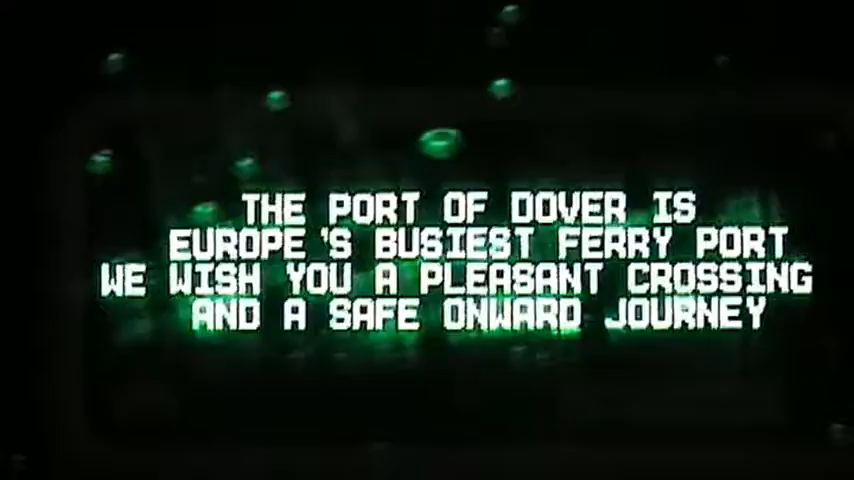 THE PORT OF DOVER IS
EUROPE'S BUSIEST FERRY PORT
WE WISH YOU A PLEASANT CROSSING
AND A SAFE ONWARD JOURNEY